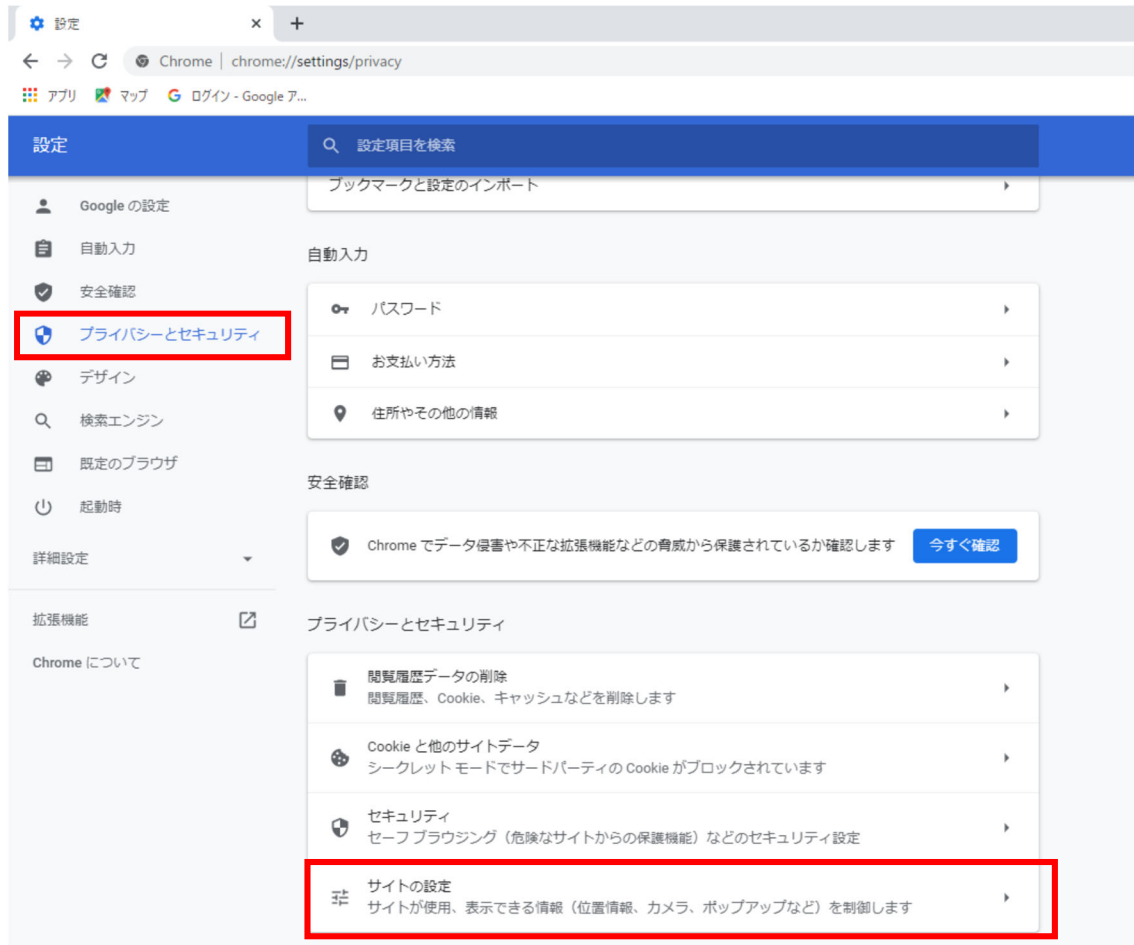 設定
Chrome | chrome://settings/privacy
アプリ マップ ログイン - Google ア...
設定
設定項目を検索
Google の設定
自動入力
安全確認
プライバシーとセキュリティ
デザイン
検索エンジン
既定のブラウザ
起動時
詳細設定
拡張機能
Chrome について
ブックマークと設定のインポート
自動入力
パスワード
お支払い方法
住所やその他の情報
安全確認
Chrome でデータ侵害や不正な拡張機能などの脅威から保護されているか確認します 今すぐ確認
プライバシーとセキュリティ
閲覧履歴データの削除
閲覧履歴、Cookie、キャッシュなどを削除します
Cookie と他のサイトデータ
シークレット モードでサードパーティの Cookie がブロックされています
セキュリティ
セーフ ブラウジング（危険なサイトからの保護機能）などのセキュリティ設定
サイトの設定
サイトが使用、表示できる情報（位置情報、カメラ、ポップアップなど）を制御します